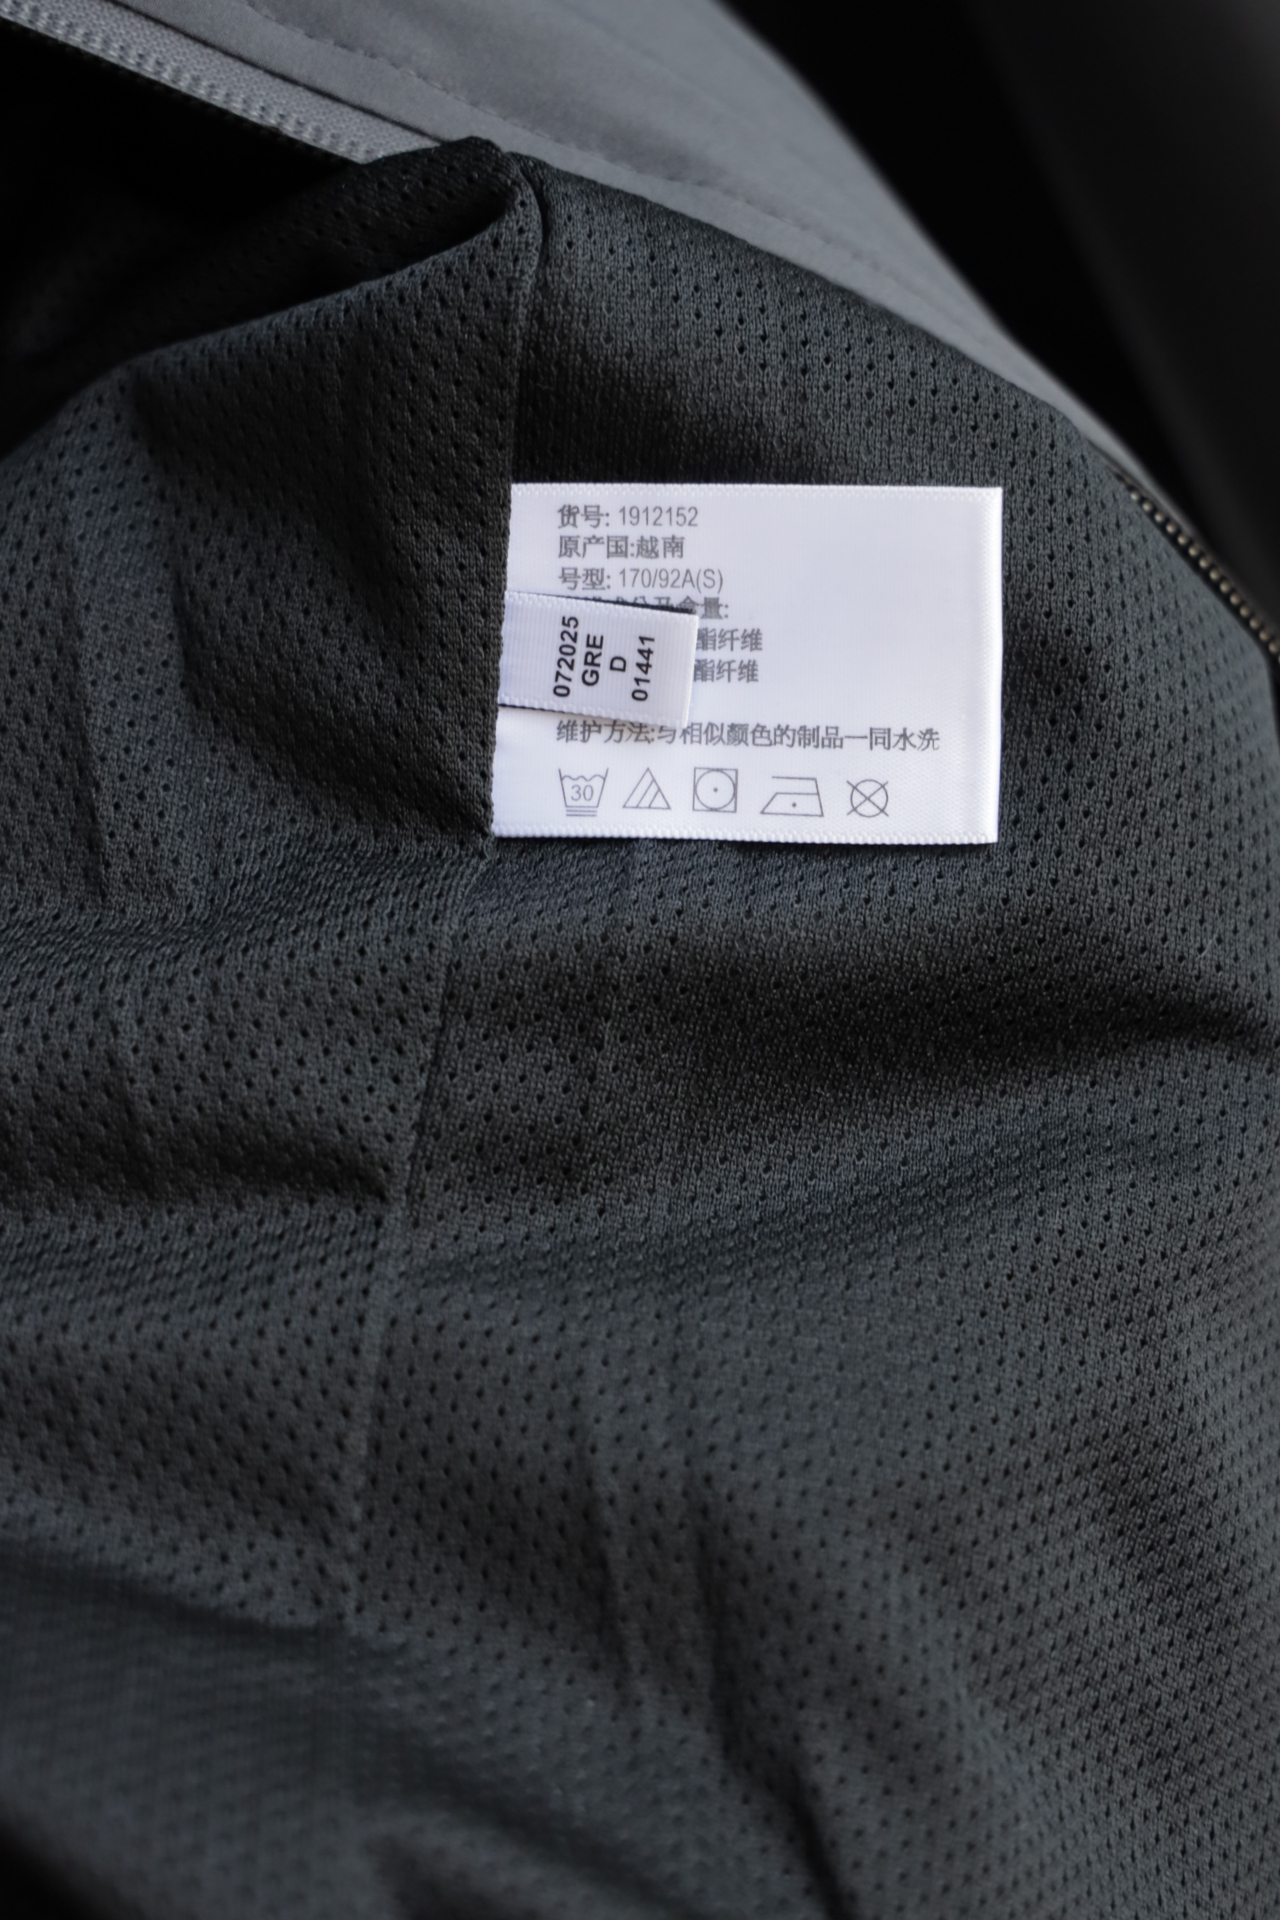 货号: 1912152
原产国:越南
号型: 170/92A(S)
含量:
酯纤维
酯纤维
072025
GRE
D
01441
维护方法:与相似颜色的制品一同水洗
30